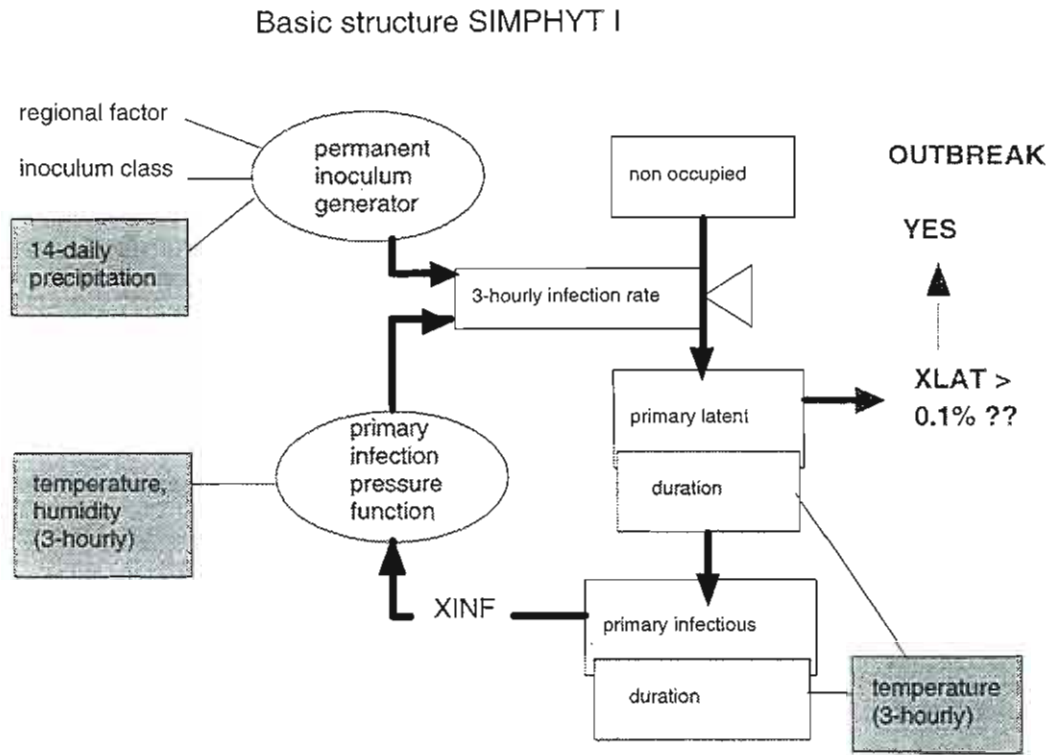 Basic structure SIMPHYT I
regional factor
inoculum class
14-daily
precipitation
permanent
inoculum
generator
non occupied
OUTBREAK
YES
3-hourly infection rate
XLAT >
0.1% ??
primary latent
duration
primary
infection
pressure
function
temperature,
humidity
(3-hourly)
XINF
primary infectious
duration
temperature
(3-hourly)